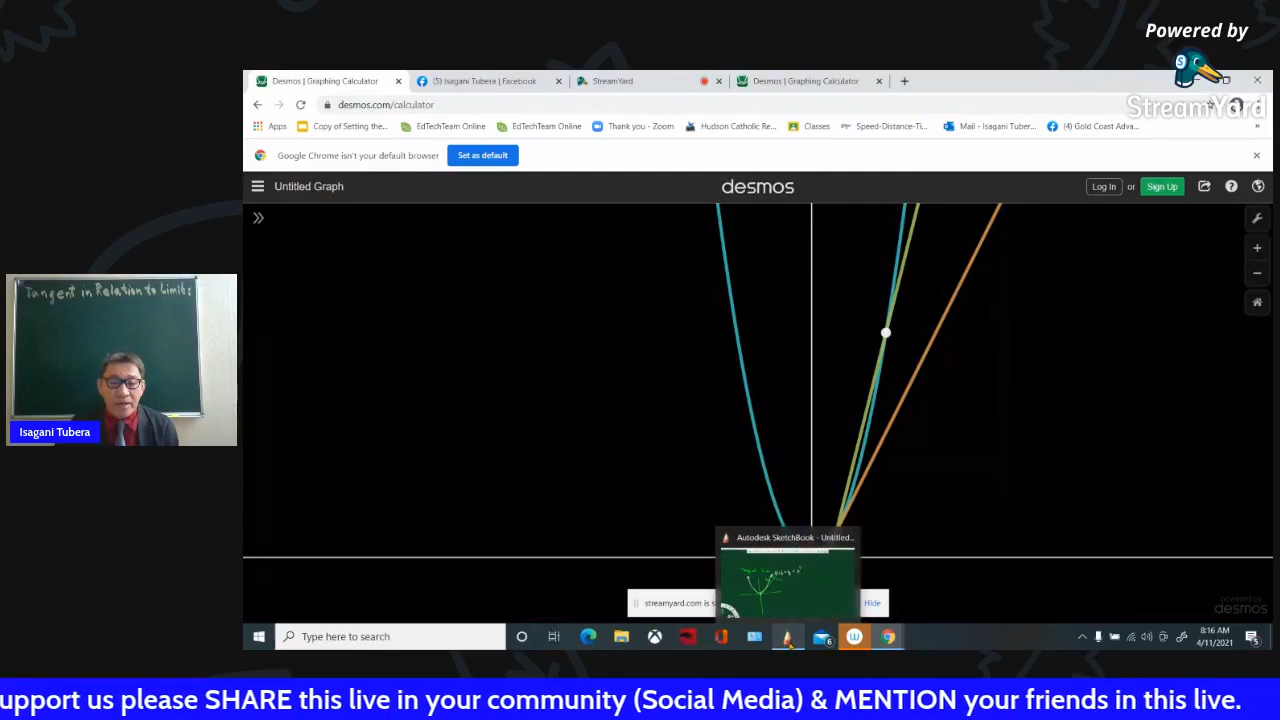 Powered by
StreamYard
Desmos | Graphing Calculator
(5) Isagani Tubera | Facebook
StreamYard
Desmos | Graphing Calculator
desmos.com/calculator
Apps
Copy of Setting the...
EdTechTeam Online
EdTechTeam Online
Thank you - Zoom
Hudson Catholic Re...
Classes
Speed-Distance-Ti...
Mail - Isagani Tuber...
(4) Gold Coast Adva...
Google Chrome isn't your default browser
Set as default
Untitled Graph
desmos
Log In or Sign Up
Tangent in Relation to Limits
Isagani Tubera
Autodesk SketchBook - Untitled...
streamyard.com is s
Hide
powered by
desmos
Type here to search
6
8:16 AM
4/11/2021
5
upport us please SHARE this live in your community (Social Media) & MENTION your friends in this live.